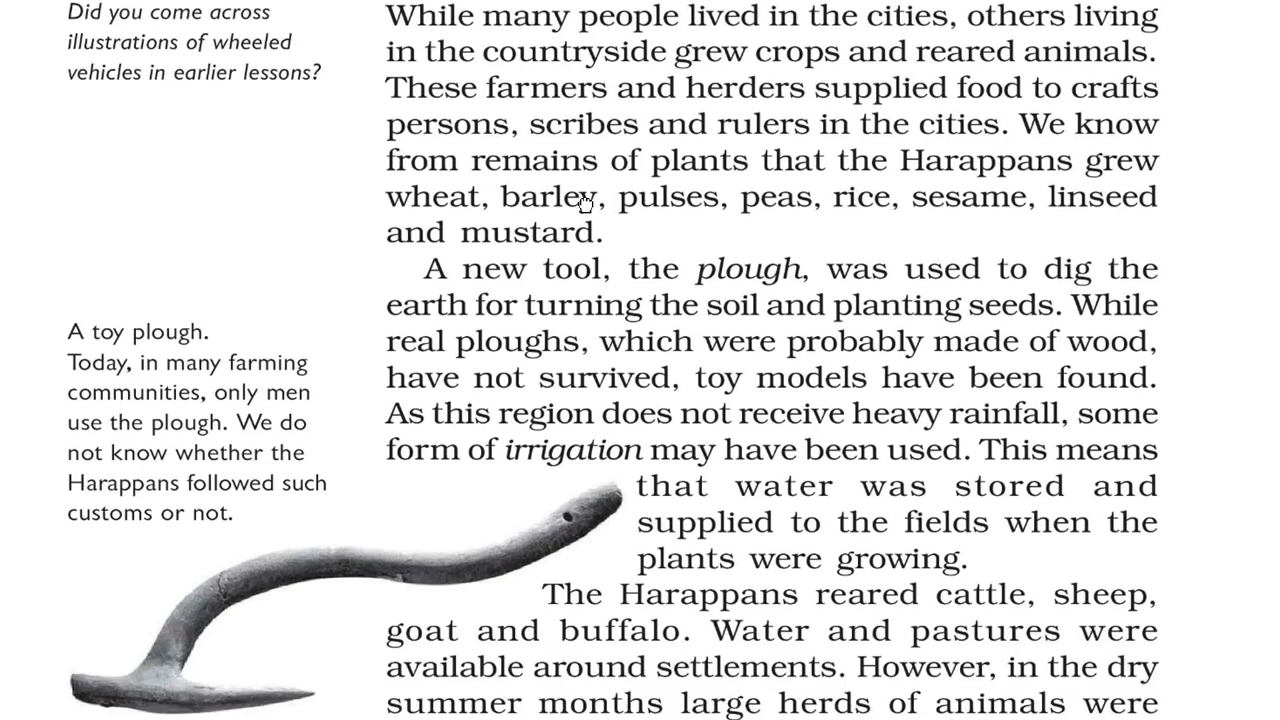 Did you come across
illustrations of wheeled
vehicles in earlier lessons?
While many people lived in the cities, others living
in the countryside grew crops and reared animals.
These farmers and herders supplied food to crafts
persons, scribes and rulers in the cities. We know
from remains of plants that the Harappans grew
wheat, barley, pulses, peas, rice, sesame, linseed
and mustard.
A new tool, the plough, was used to dig the
earth for turning the soil and planting seeds. While
real ploughs, which were probably made of wood,
have not survived, toy models have been found.
As this region does not receive heavy rainfall, some
form of irrigation may have been used. This means
that water was stored and
supplied to the fields when the
plants were growing.
The Harappans reared cattle, sheep,
goat and buffalo. Water and pastures were
available around settlements. However, in the dry
summer months large herds of animals were
A toy plough.
Today, in many farming
communities, only men
use the plough. We do
not know whether the
Harappans followed such
customs or not.